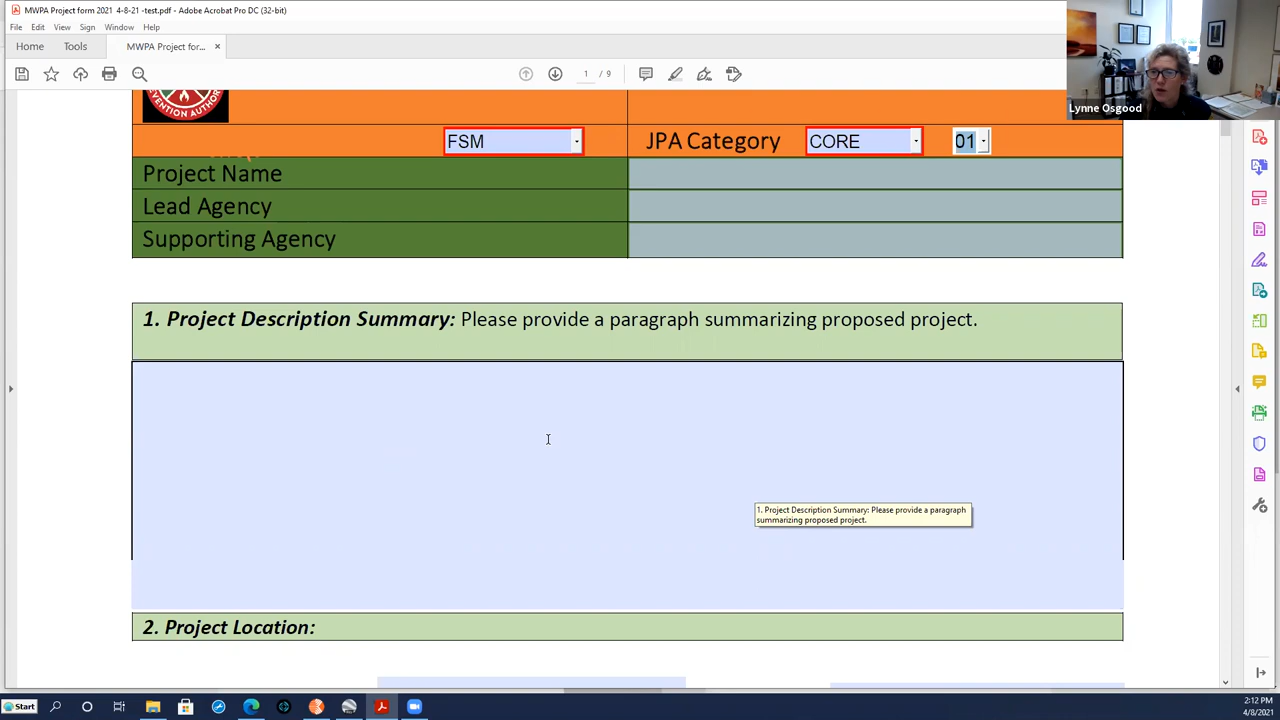 MWPA Project form 2021  4-8-21 -test.pdf - Adobe Acrobat Pro DC (32-bit)
File Edit View Sign Window Help
Home Tools MWPA Project for... ×
1 / 9
Lynne Osgood
EVENTION AUTHOR
FSM JPA Category CORE 01
Project Name
Lead Agency
Supporting Agency
1. Project Description Summary: Please provide a paragraph summarizing proposed project.
1. Project Description Summary: Please provide a paragraph
summarizing proposed project.
2. Project Location:
Start
2:12 PM
4/8/2021